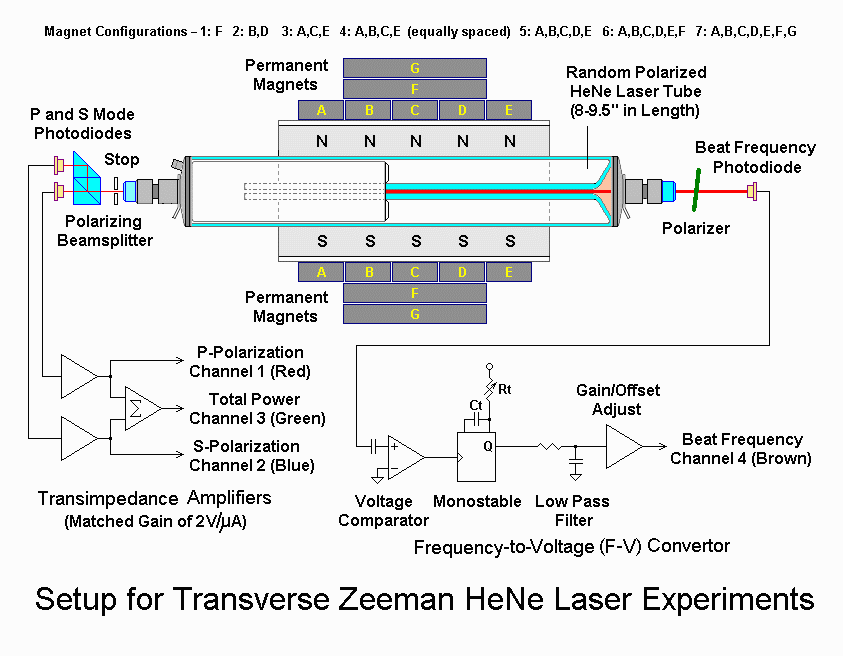 Magnet Configurations – 1: F 2: B,D 3: A,C,E 4: A,B,C,E (equally spaced) 5: A,B,C,D,E 6: A,B,C,D,E,F 7: A,B,C,D,E,F,G
Permanent
Magnets
G
F
A B C D E
N N N N N
Random Polarized
HeNe Laser Tube
(8-9.5" in Length)
P and S Mode
Photodiodes
Stop
Polarizing
Beamsplitter
Beat Frequency
Photodiode
Polarizer
S S S S S
A B C D E
F
G
Permanent
Magnets
P-Polarization
Channel 1 (Red)
Total Power
Channel 3 (Green)
S-Polarization
Channel 2 (Blue)
Σ
Transimpedance Amplifiers
(Matched Gain of 2V/µA)
Rt
Ct
Q
+
–
Gain/Offset
Adjust
Beat Frequency
Channel 4 (Brown)
Voltage
Comparator
Monostable
Low Pass
Filter
Frequency-to-Voltage (F-V) Convertor
Setup for Transverse Zeeman HeNe Laser Experiments